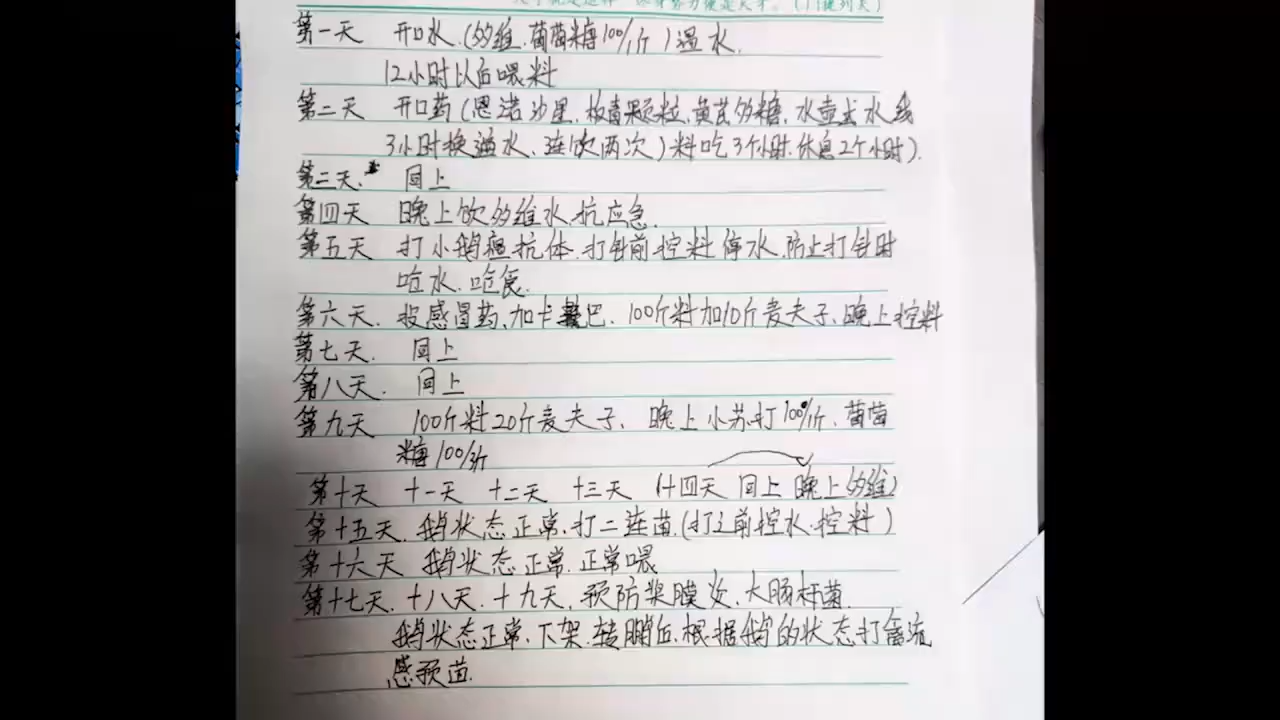 第一天 开口水.(多维.葡萄糖100/1斤)温水.
12小时以后喂料
第二天 开口药(恩诺沙星,板青颗粒,黄芪多糖,水壶 水线
3小时换温水、连饮两次)料吃3个小时.休息2个小时).
第三天. 同上
第四天 晚上饮多维水.抗应急.
第五天 打小鹅瘟抗体.打针前控料停水.防止打针时
呛水.呛食.
第六天.投感冒药,加卡 巴.100斤料加10斤麦夫子、晚上控料
第七天. 同上
第八天. 同上
第九天 100斤料20斤麦夫子、晚上小苏打100/1斤.葡萄
糖100/斤
第十天 十一天 十二天 十三天 (十四天 同上 晚上多维)
第十五天.鹅状态正常.打二连苗.(打之前控水.控料)
第十六天 鹅状态正常.正常喂
第十七天.十八天.十九天.预防浆膜炎、大肠杆菌.
鹅状态正常.下架.转鹏 .根据鹅的状态打禽流
感 苗.